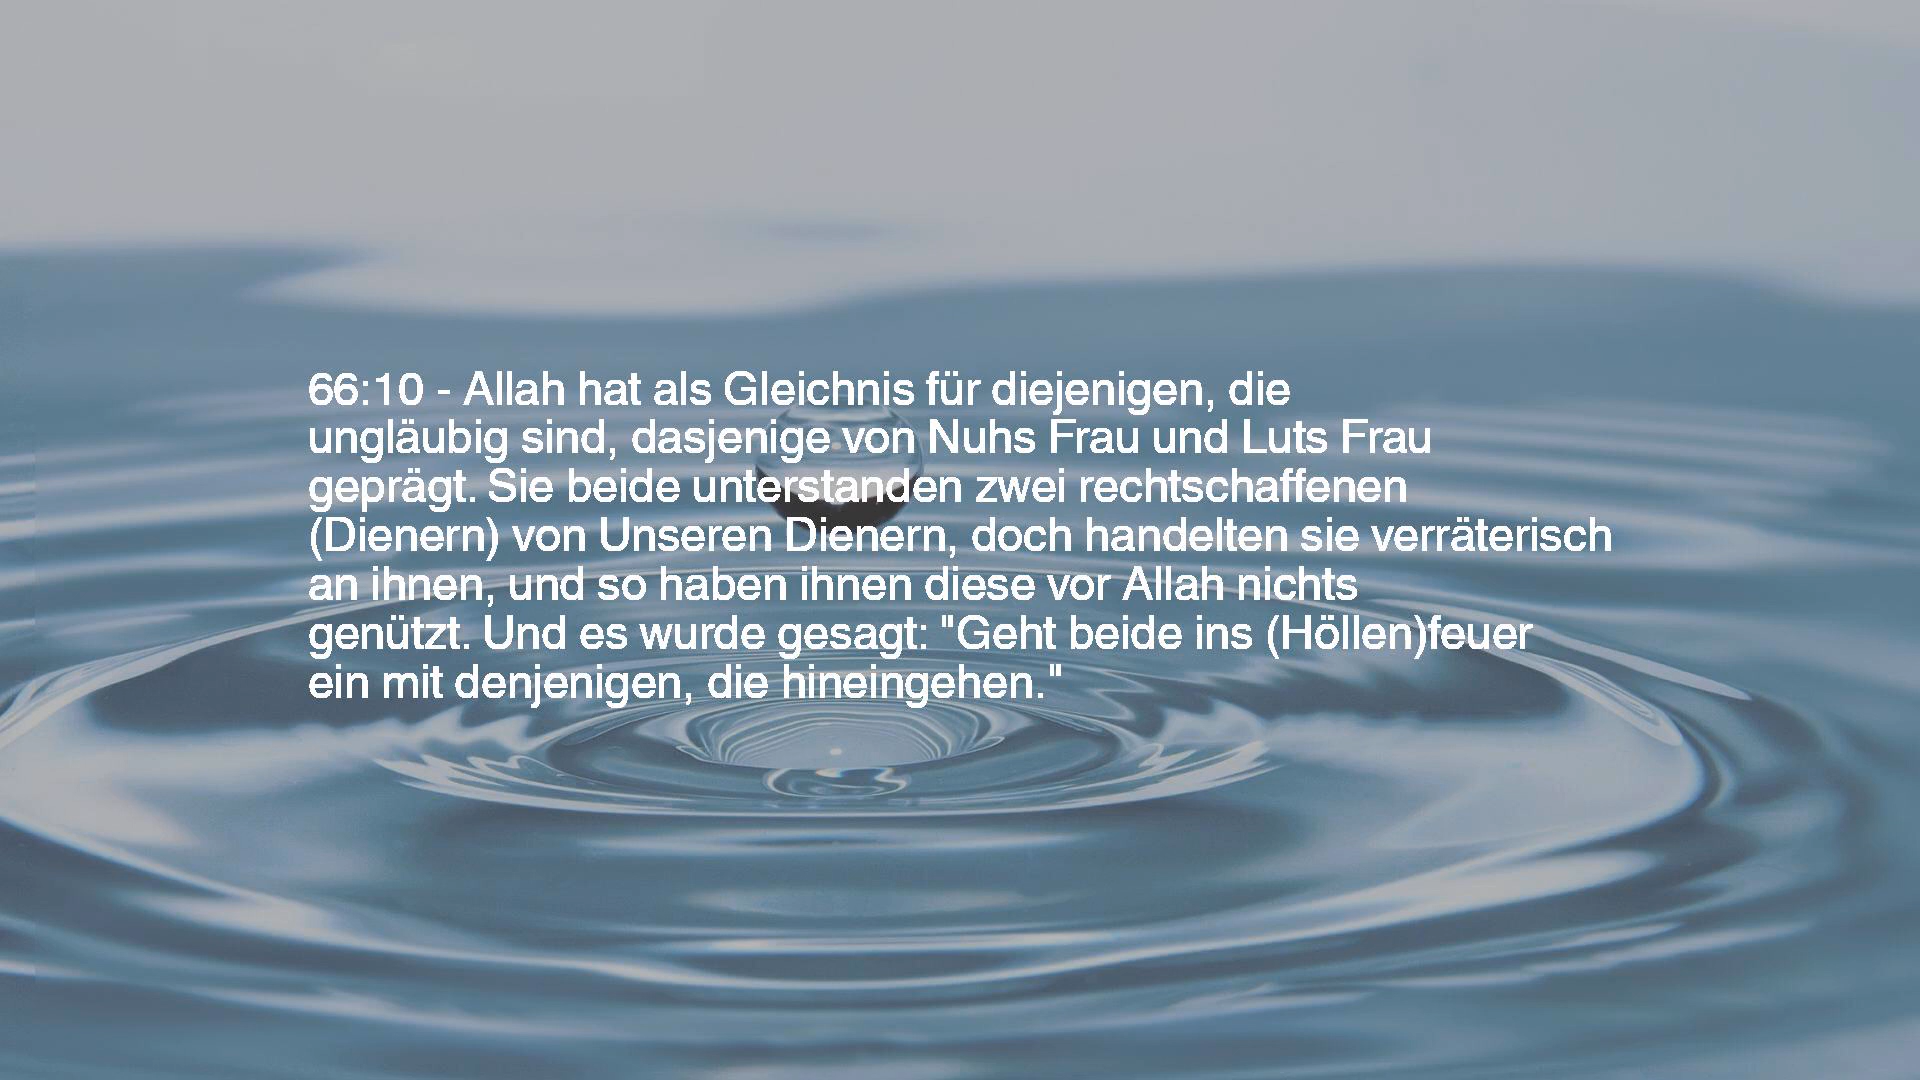 66:10 - Allah hat als Gleichnis für diejenigen, die
ungläubig sind, dasjenige von Nuhs Frau und Luts Frau
geprägt. Sie beide unterstanden zwei rechtschaffenen
(Dienern) von Unseren Dienern, doch handelten sie verräterisch
an ihnen, und so haben ihnen diese vor Allah nichts
genützt. Und es wurde gesagt: "Geht beide ins (Höllen)feuer
ein mit denjenigen, die hineingehen."